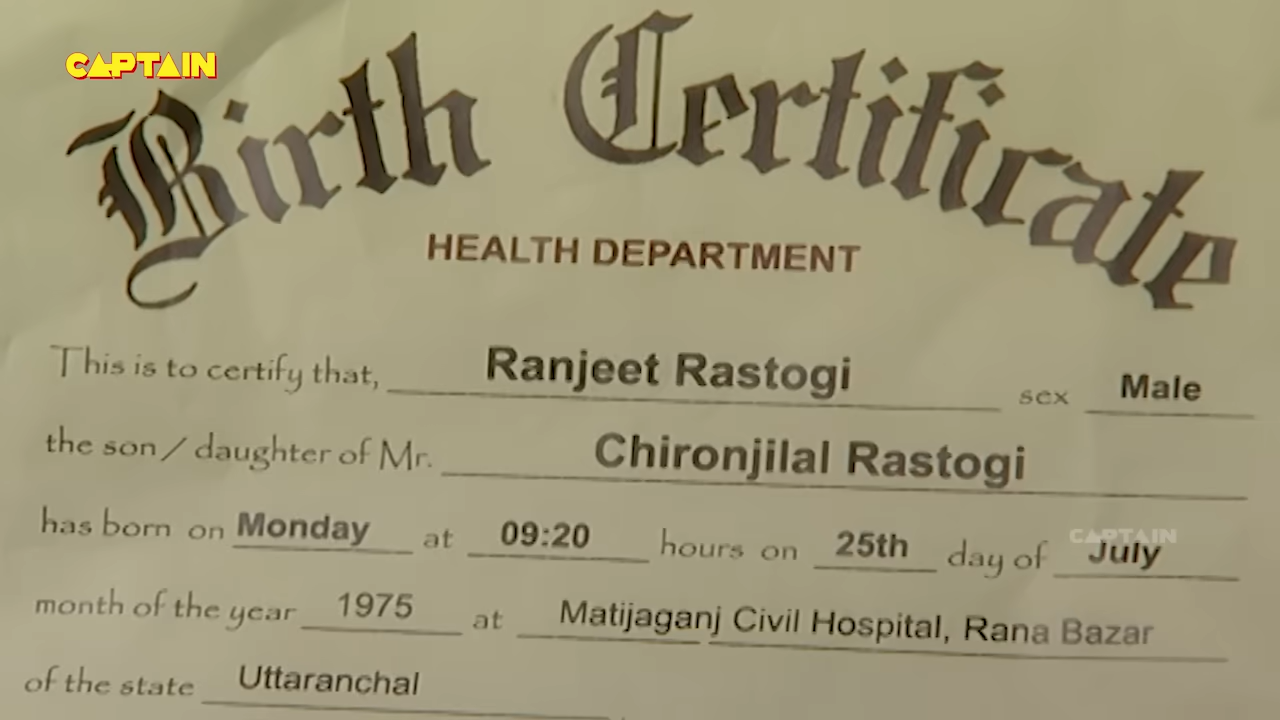 CAPTAIN
Birth Certificate
HEALTH DEPARTMENT
This is to certify that, Ranjeet Rastogi sex Male
the son / daughter of Mr. Chironjilal Rastogi
has born on Monday at 09:20 hours on 25th day of July
CAPTAIN
month of the year 1975 at Matijaganj Civil Hospital, Rana Bazar
of the state Uttaranchal